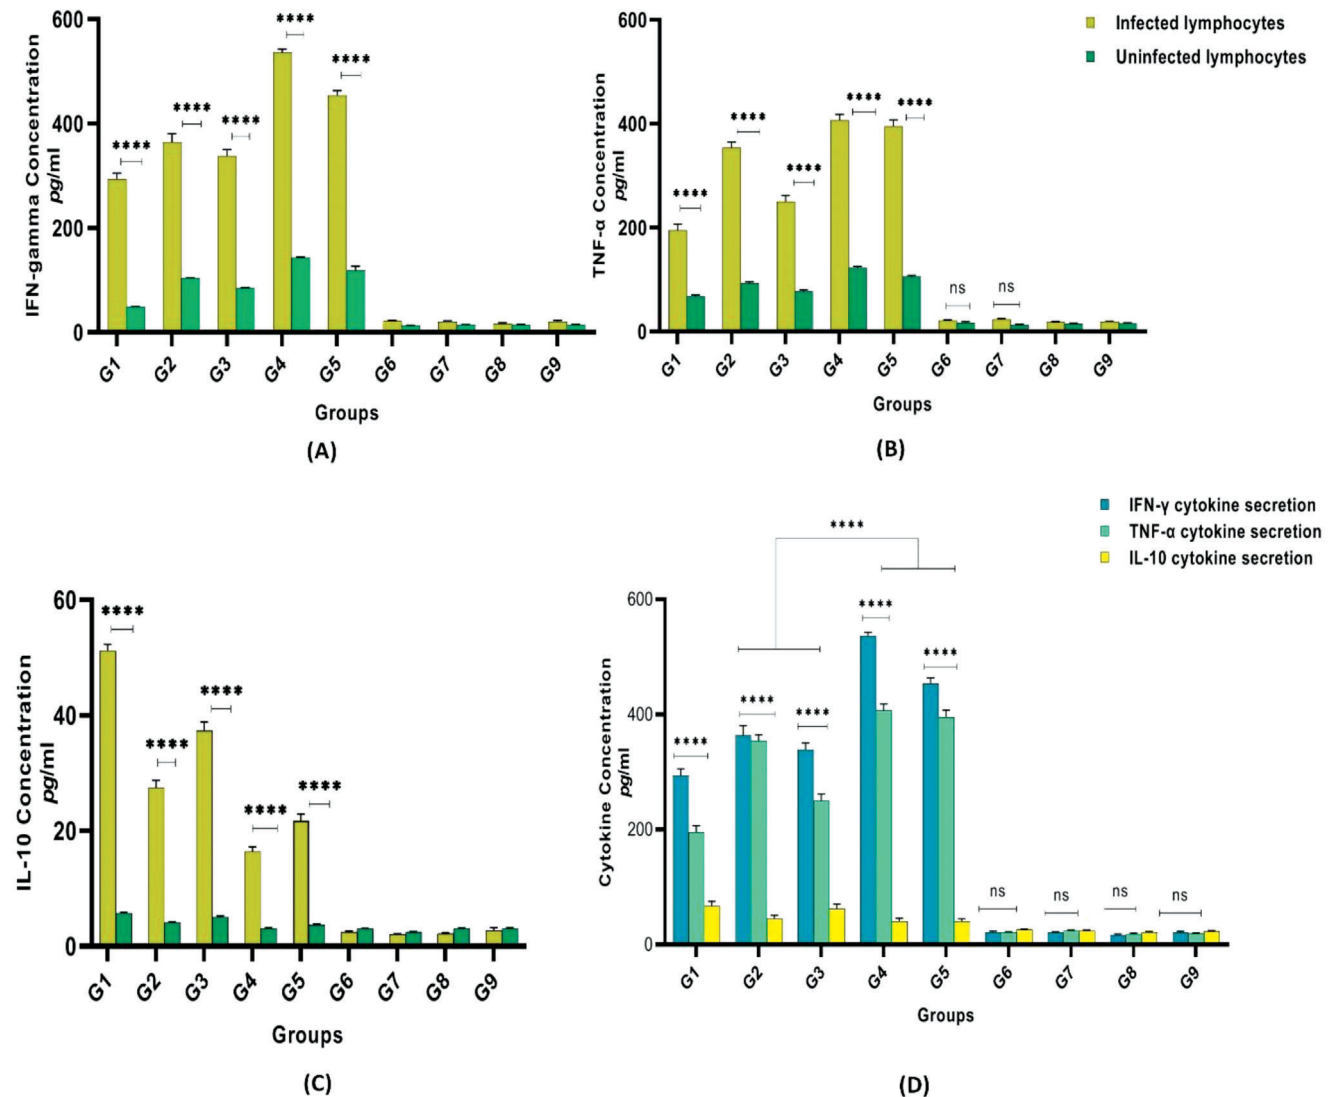 600
400
200
0
IFN-gamma Concentration
pg/ml
****
****
****
****
****
G1
G2
G3
G4
G5
G6
G7
G8
G9
Groups
(A)
600
400
200
0
TNF-α Concentration
pg/ml
****
****
****
****
****
ns
ns
G1
G2
G3
G4
G5
G6
G7
G8
G9
Groups
(B)
Infected lymphocytes
Uninfected lymphocytes
60
40
20
0
IL-10 Concentration
pg/ml
****
****
****
****
****
G1
G2
G3
G4
G5
G6
G7
G8
G9
Groups
(C)
IFN-γ cytokine secretion
TNF-α cytokine secretion
IL-10 cytokine secretion
600
400
200
0
Cytokine Concentration
pg/ml
****
****
****
****
****
****
ns
ns
ns
ns
G1
G2
G3
G4
G5
G6
G7
G8
G9
Groups
(D)